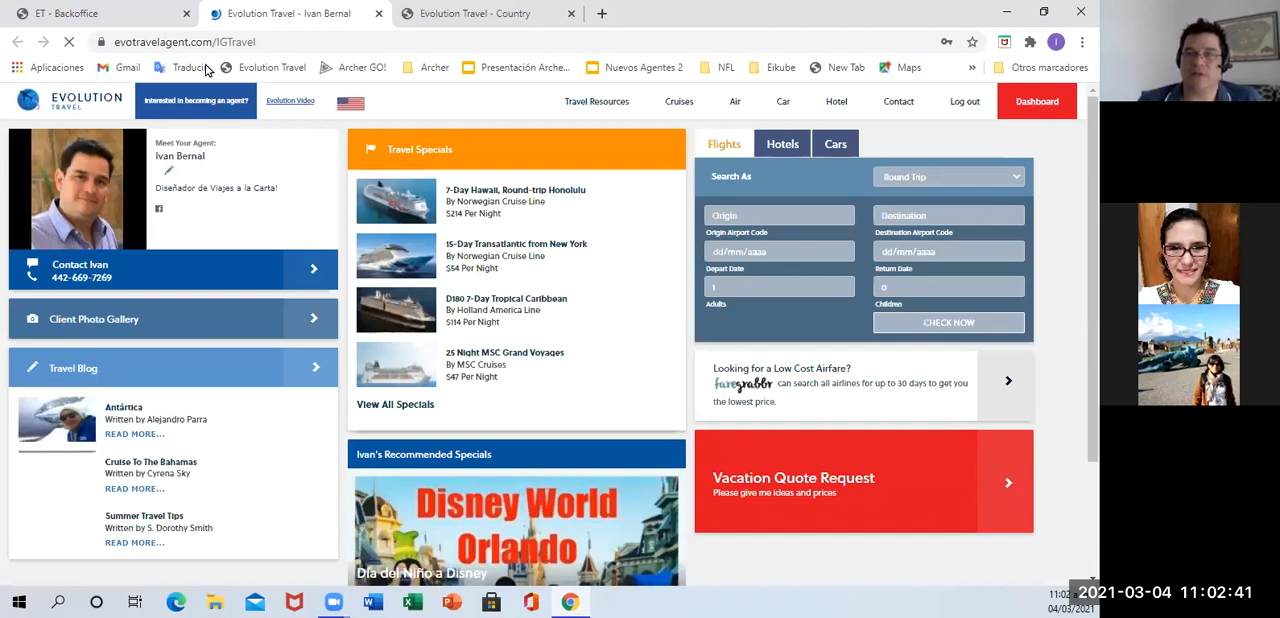 ET - Backoffice
Evolution Travel - Ivan Bernal
Evolution Travel - Country
evotravelagent.com/IGTravel
Aplicaciones
Gmail
Evolution Travel
Archer GO!
Archer
Presentación Arche...
Nuevos Agentes 2
NFL
Eikube
New Tab
Maps
»
Otros marcadores
EVOLUTION
TRAVEL
Interested in becoming an agent?
Evolution Video
Travel Resources
Cruises
Air
Car
Hotel
Contact
Log out
Dashboard
Meet Your Agent:
Ivan Bernal
Diseñador de Viajes a la Carta!
Contact Ivan
442-669-7269
Client Photo Gallery
Travel Blog
Antártica
Written by Alejandro Parra
READ MORE...
Cruise To The Bahamas
Written by Cyrena Sky
READ MORE...
Summer Travel Tips
Written by S. Dorothy Smith
READ MORE...
Travel Specials
7-Day Hawaii, Round-trip Honolulu
By Norwegian Cruise Line
$214 Per Night
15-Day Transatlantic from New York
By Norwegian Cruise Line
$54 Per Night
D180 7-Day Tropical Caribbean
By Holland America Line
$114 Per Night
25 Night MSC Grand Voyages
By MSC Cruises
$47 Per Night
View All Specials
Ivan's Recommended Specials
Disney World
Orlando
Día del Niño a Disney
Flights
Hotels
Cars
Search As
Round Trip
Origin
Destination
Origin Airport Code
Destination Airport Code
dd/mm/aaaa
dd/mm/aaaa
Depart Date
Return Date
1
0
Adults
Children
CHECK NOW
Looking for a Low Cost Airfare?
faregrabbr can search all airlines for up to 30 days to get you
the lowest price.
Vacation Quote Request
Please give me ideas and prices
11:02 a
04/03/2021
2021-03-04 11:02:41